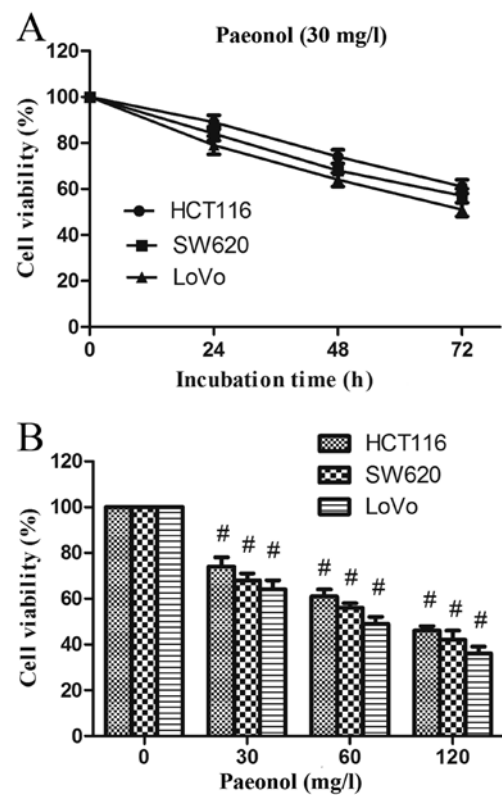 A
Paeonol (30 mg/l)
120
100
80
60
40
20
0
Cell viability (%)
HCT116
SW620
LoVo
0 24 48 72
Incubation time (h)
B
HCT116
SW620
LoVo
120
100
80
60
40
20
0
Cell viability (%)
# # #
# # #
# # #
0 30 60 120
Paeonol (mg/l)